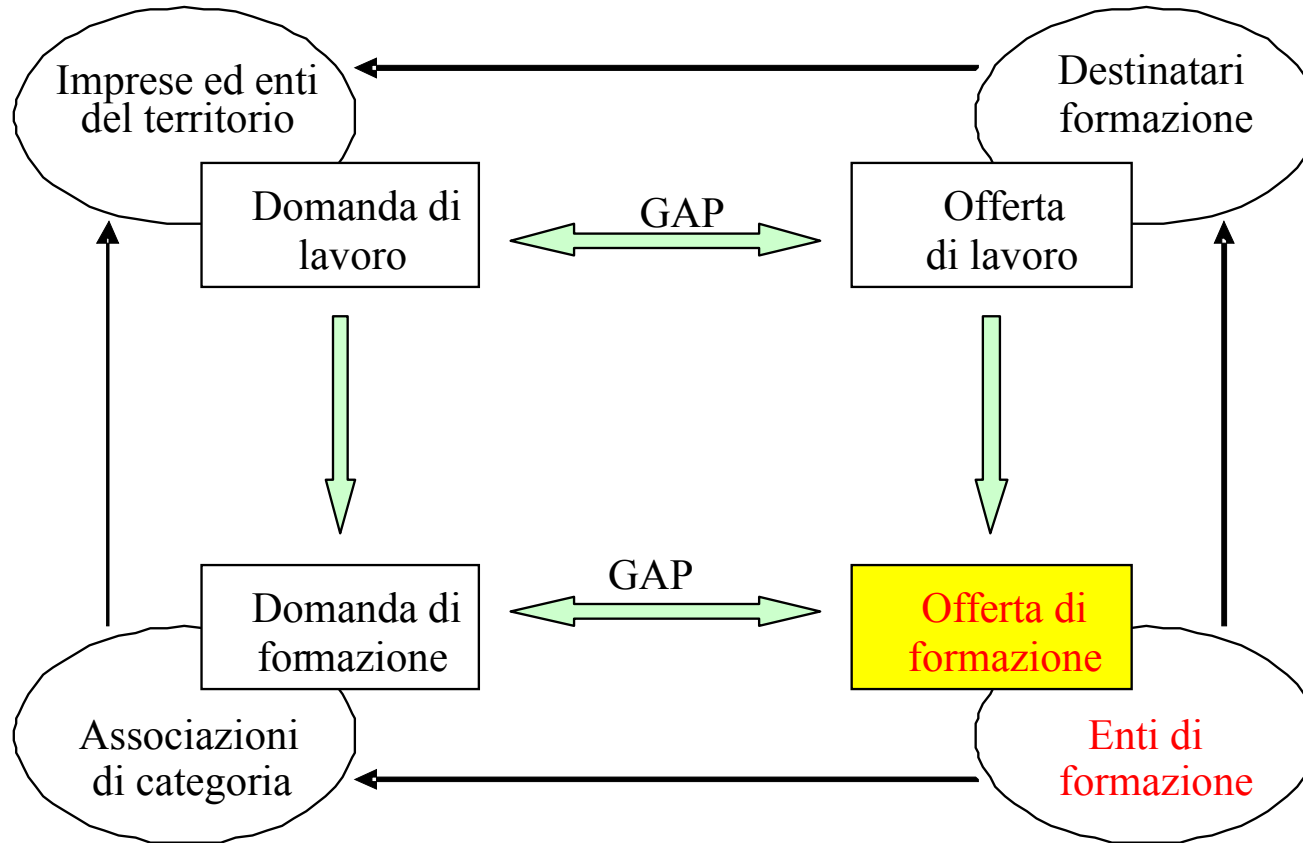 Imprese ed enti
del territorio
Destinatari
formazione
Domanda di
lavoro
GAP
Offerta
di lavoro
Domanda di
formazione
GAP
Offerta di
formazione
Associazioni
di categoria
Enti di
formazione